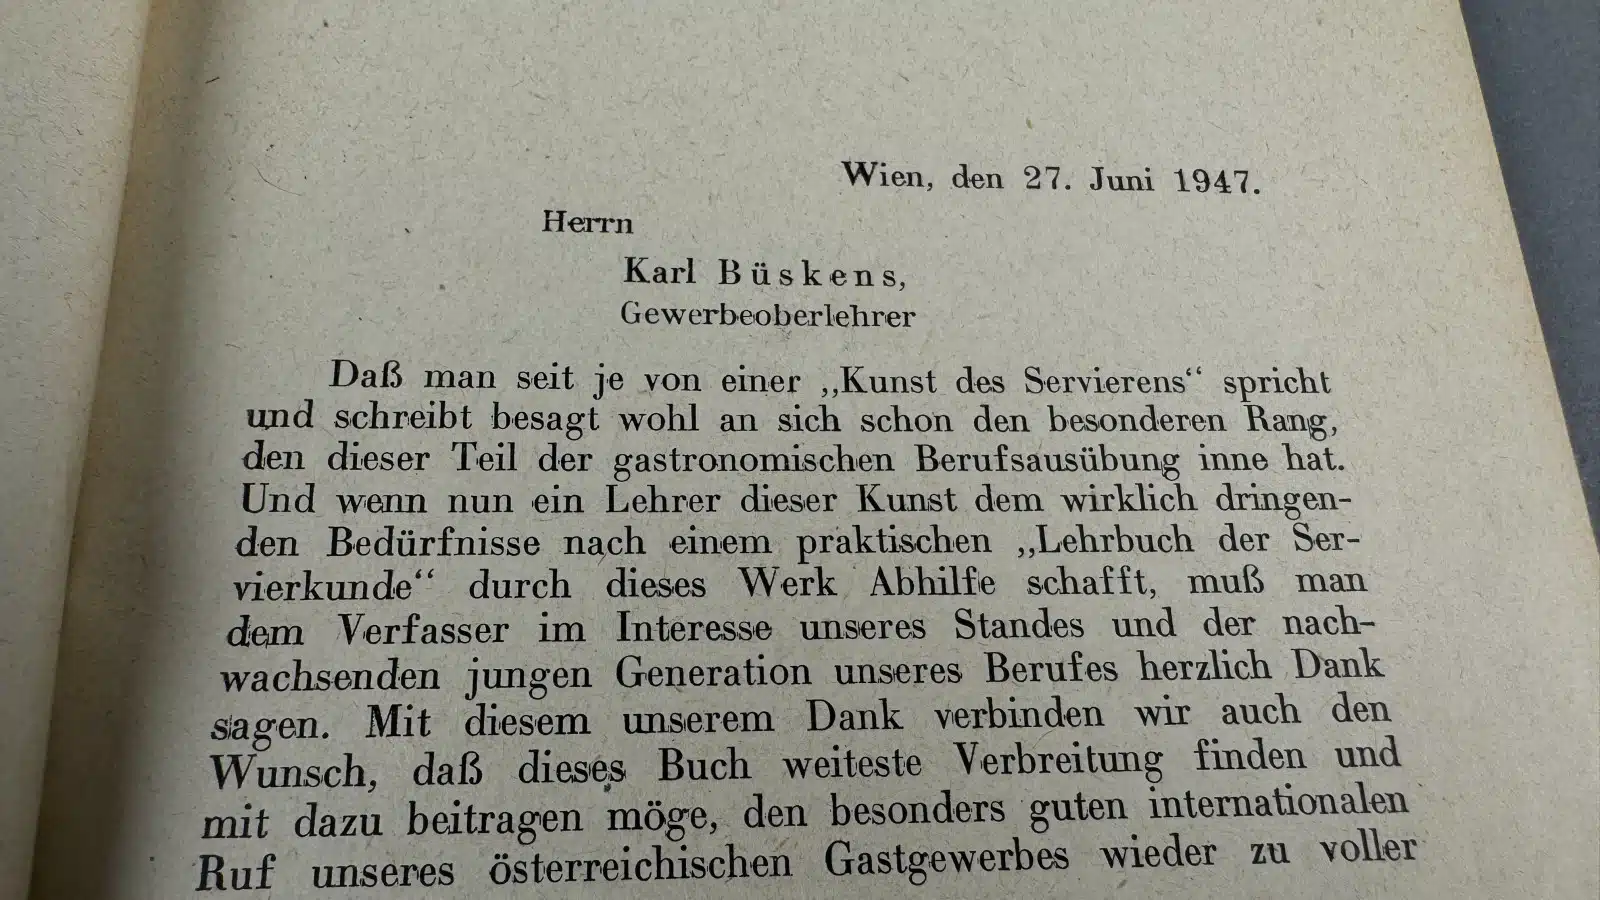 Wien, den 27. Juni 1947.
Herrn
Karl Büskens,
Gewerbeoberlehrer
Daß man seit je von einer „Kunst des Servierens“ spricht
und schreibt besagt wohl an sich schon den besonderen Rang,
den dieser Teil der gastronomischen Berufsausübung inne hat.
Und wenn nun ein Lehrer dieser Kunst dem wirklich dringen-
den Bedürfnisse nach einem praktischen „Lehrbuch der Ser-
vierkunde“ durch dieses Werk Abhilfe schafft, muß man
dem Verfasser im Interesse unseres Standes und der nach-
wachsenden jungen Generation unseres Berufes herzlich Dank
sagen. Mit diesem unserem Dank verbinden wir auch den
Wunsch, daß dieses Buch weiteste Verbreitung finden und
mit dazu beitragen möge, den besonders guten internationalen
Ruf unseres österreichischen Gastgewerbes wieder zu voller